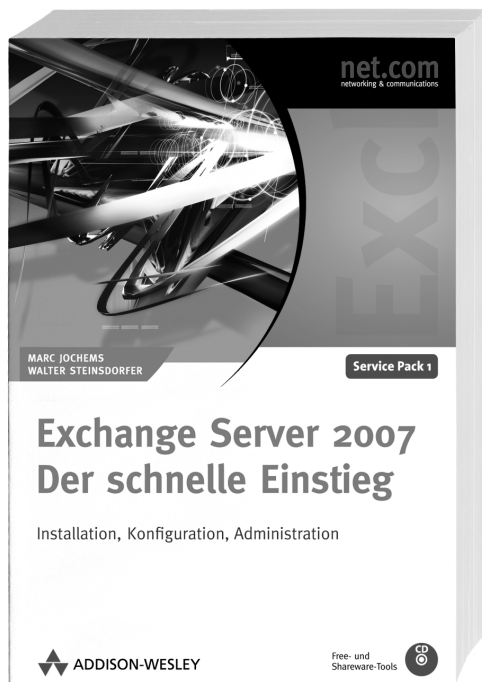 net.com
networking & communications
EXC
MARC JOCHEMS
WALTER STEINSDORFER
Service Pack 1
Exchange Server 2007
Der schnelle Einstieg
Installation, Konfiguration, Administration
ADDISON-WESLEY
Free- und
Shareware-Tools
CD